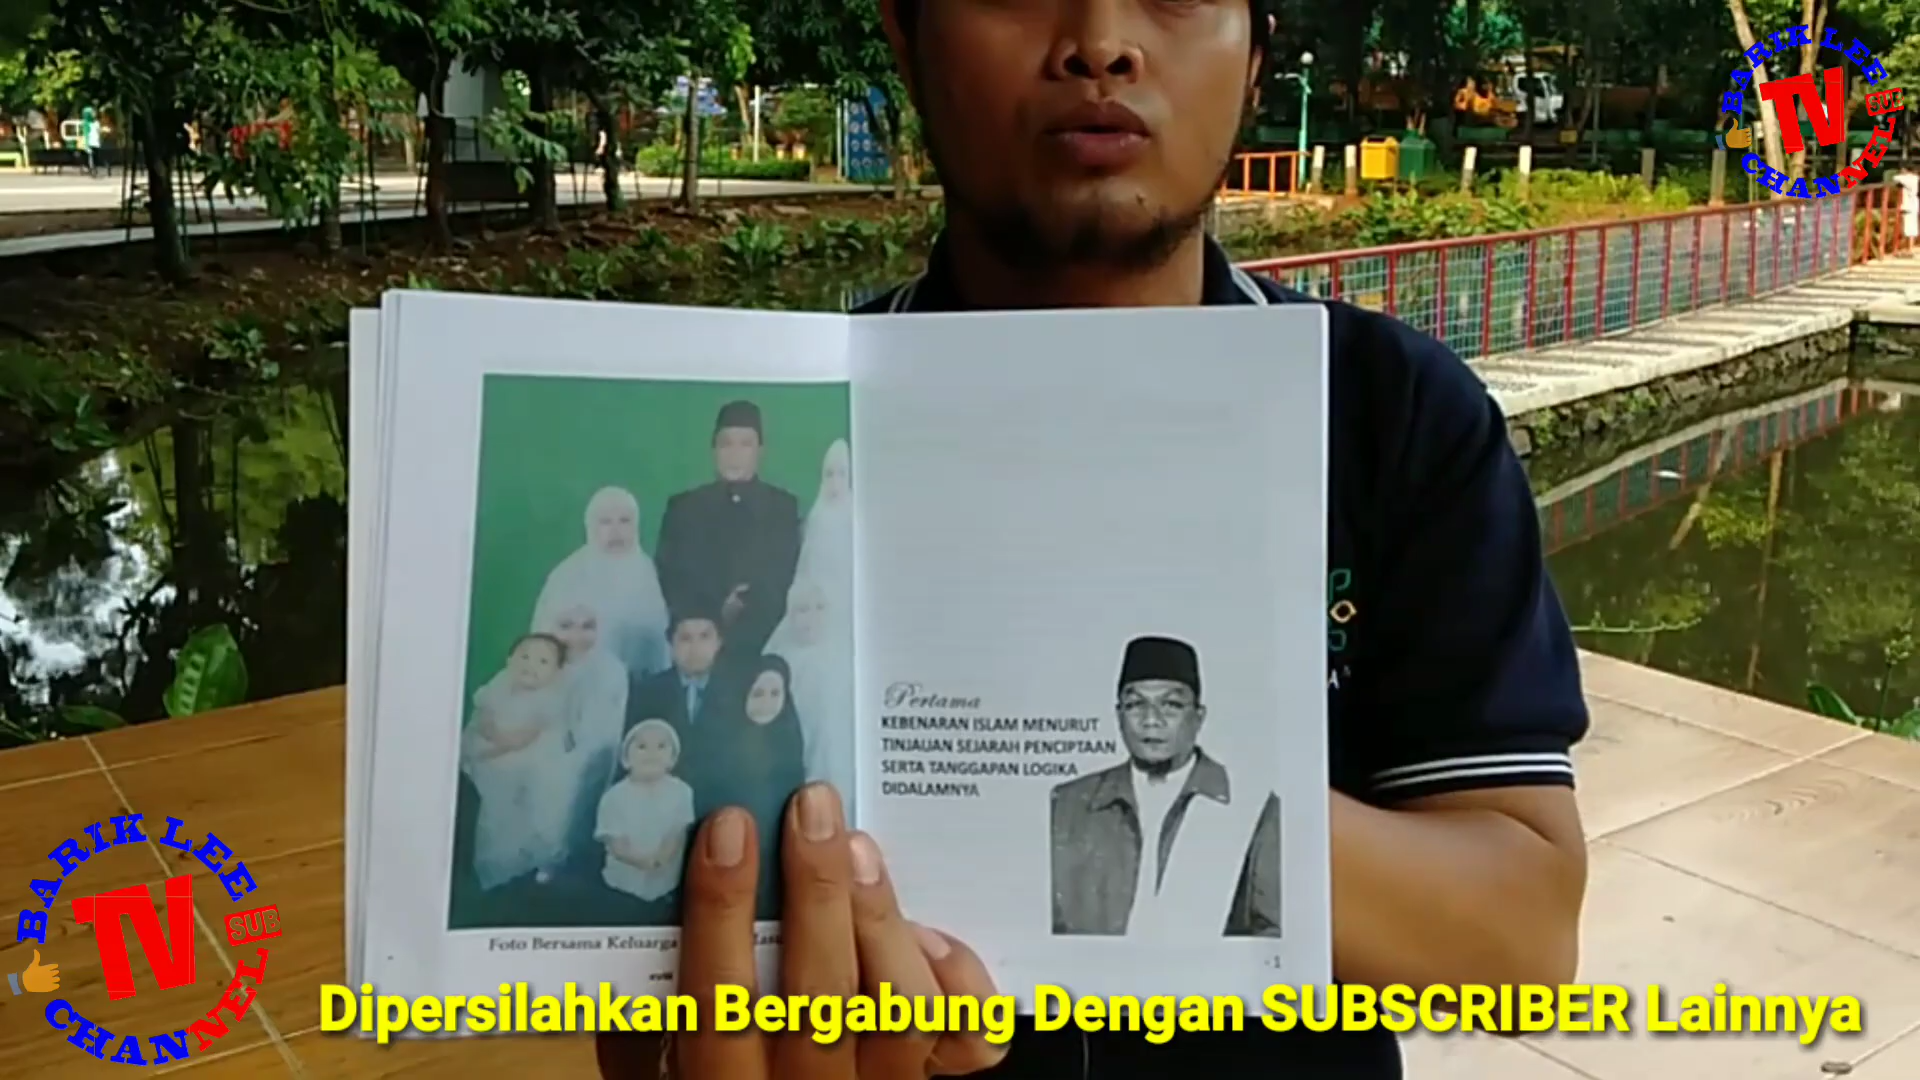 BARIK LEE
TV
SUB
CHANNEL
Pertama
KEBENARAN ISLAM MENURUT
TINJAUAN SEJARAH PENCIPTAAN
SERTA TANGGAPAN LOGIKA
DIDALAMNYA
Foto Bersama Keluarga
- 1
BARIK LEE
TV
SUB
CHANNEL
Dipersilahkan Bergabung Dengan SUBSCRIBER Lainnya